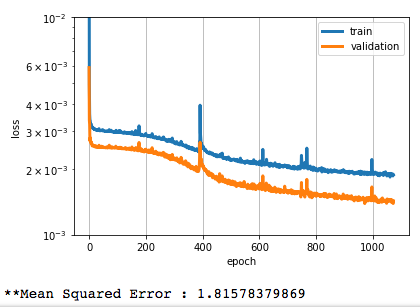 10⁻²
6 × 10⁻³
4 × 10⁻³
3 × 10⁻³
2 × 10⁻³
10⁻³
loss
train
validation
0 200 400 600 800 1000
epoch
**Mean Squared Error : 1.81578379869